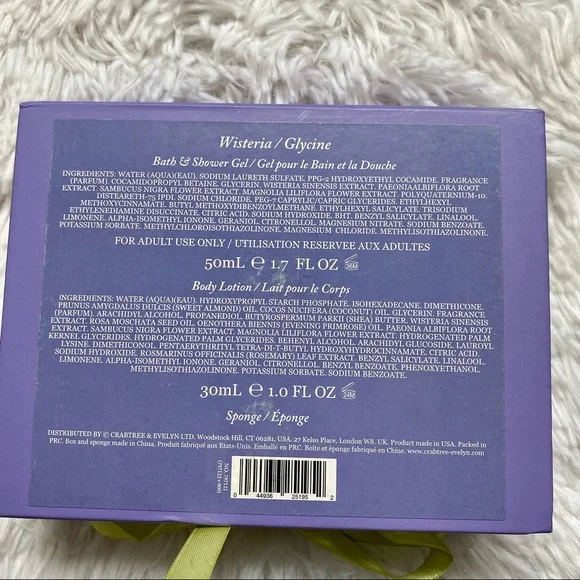 Wisteria / Glycine
Bath & Shower Gel / Gel pour le Bain et la Douche
INGREDIENTS: WATER (AQUA)(EAU). SODIUM LAURETH SULFATE. PPG-2 HYDROXYETHYL COCAMIDE. FRAGRANCE
(PARFUM). COCAMIDOPROPYL BETAINE. GLYCERIN. WISTERIA SINENSIS EXTRACT. PAEONIA ALBIFLORA ROOT
EXTRACT. SAMBUCUS NIGRA FLOWER EXTRACT. MAGNOLIA LILIFLORA FLOWER EXTRACT. POLYQUATERNIUM-10.
DISTEARETH-75 IPDI. SODIUM CHLORIDE. PEG-7 CAPRYLIC/CAPRIC GLYCERIDES. ETHYLHEXYL
METHOXYCINNAMATE. BUTYL METHOXYDIBENZOYLMETHANE. ETHYLHEXYL SALICYLATE. TRISODIUM
ETHYLENEDIAMINE DISUCCINATE. CITRIC ACID. SODIUM HYDROXIDE. BHT. BENZYL SALICYLATE. LINALOOL.
LIMONENE. ALPHA-ISOMETHYL IONONE. GERANIOL. CITRONELLOL. MAGNESIUM NITRATE. SODIUM BENZOATE.
POTASSIUM SORBATE. METHYLCHLOROISOTHIAZOLINONE. MAGNESIUM CHLORIDE. METHYLISOTHIAZOLINONE.
FOR ADULT USE ONLY / UTILISATION RESERVEE AUX ADULTES
50mL ℮ 1.7 FL OZ
Body Lotion / Lait pour le Corps
INGREDIENTS: WATER (AQUA)(EAU). HYDROXYPROPYL STARCH PHOSPHATE. ISOHEXADECANE. DIMETHICONE.
PRUNUS AMYGDALUS DULCIS (SWEET ALMOND) OIL. COCOS NUCIFERA (COCONUT) OIL. GLYCERIN. FRAGRANCE
(PARFUM). ARACHIDYL ALCOHOL. PROPANEDIOL. BUTYROSPERMUM PARKII (SHEA) BUTTER. WISTERIA SINENSIS
EXTRACT. ROSA MOSCHATA SEED OIL. OENOTHERA BIENNIS (EVENING PRIMROSE) OIL. PAEONIA ALBIFLORA ROOT
EXTRACT. SAMBUCUS NIGRA FLOWER EXTRACT. MAGNOLIA LILIFLORA FLOWER EXTRACT. HYDROGENATED PALM
KERNEL GLYCERIDES. HYDROGENATED PALM GLYCERIDES. BEHENYL ALCOHOL. ARACHIDYL GLUCOSIDE. LAUROYL
LYSINE. DIMETHICONOL. PENTAERYTHRITYL TETRA-DI-T-BUTYL HYDROXYHYDROCINNAMATE. CITRIC ACID.
SODIUM HYDROXIDE. ROSMARINUS OFFICINALIS (ROSEMARY) LEAF EXTRACT. BENZYL SALICYLATE. LINALOOL.
LIMONENE. ALPHA-ISOMETHYL IONONE. GERANIOL. CITRONELLOL. BENZYL BENZOATE. PHENOXYETHANOL.
METHYLISOTHIAZOLINONE. POTASSIUM SORBATE. SODIUM BENZOATE.
30mL ℮ 1.0 FL OZ 24M
Sponge / Éponge
DISTRIBUTED BY © CRABTREE & EVELYN LTD. Woodstock Hill, CT 06281, USA. 27 Kelso Place, London W8. UK. Product made in USA. Packed in
PRC. Box and sponge made in China. Produit fabriqué aux Etats-Unis. Emballé en PRC. Boîte et éponge fabriqué en Chine. www.crabtree-evelyn.com
NO. 797122
0 44936 25195 2